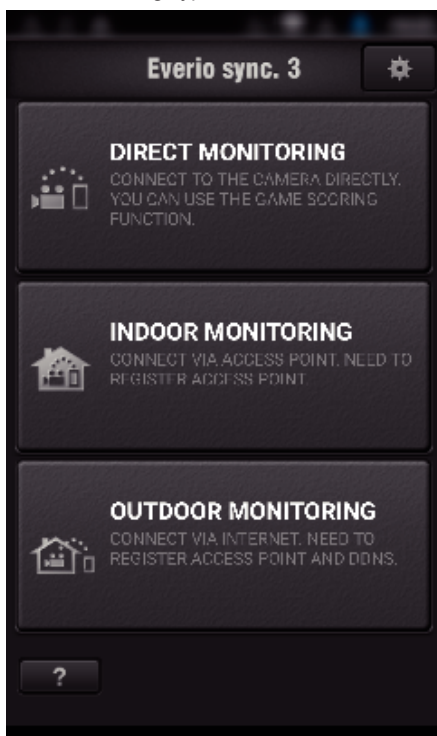 Everio sync. 3
DIRECT MONITORING
CONNECT TO THE CAMERA DIRECTLY.
YOU CAN USE THE GAME SCORING
FUNCTION.
INDOOR MONITORING
CONNECT VIA ACCESS POINT. NEED TO
REGISTER ACCESS POINT.
OUTDOOR MONITORING
CONNECT VIA INTERNET. NEED TO
REGISTER ACCESS POINT AND DDNS.
?